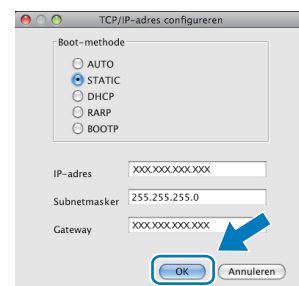 TCP/IP-adres configureren
Boot-methode
AUTO
STATIC
DHCP
RARP
BOOTP
IP-adres XXX.XXX.XXX.XXX
Subnetmasker 255.255.255.0
Gateway XXX.XXX.XXX.XXX
OK Annuleren